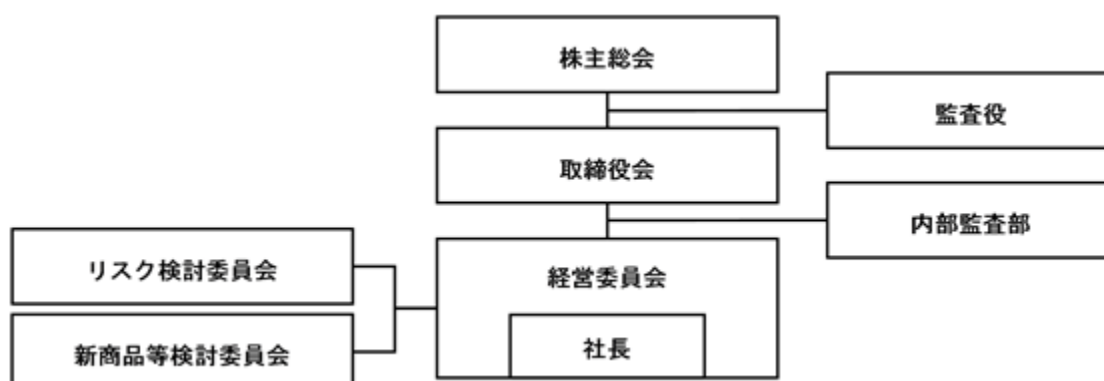 株主総会
監査役
取締役会
内部監査部
リスク検討委員会
経営委員会
新商品等検討委員会
社長